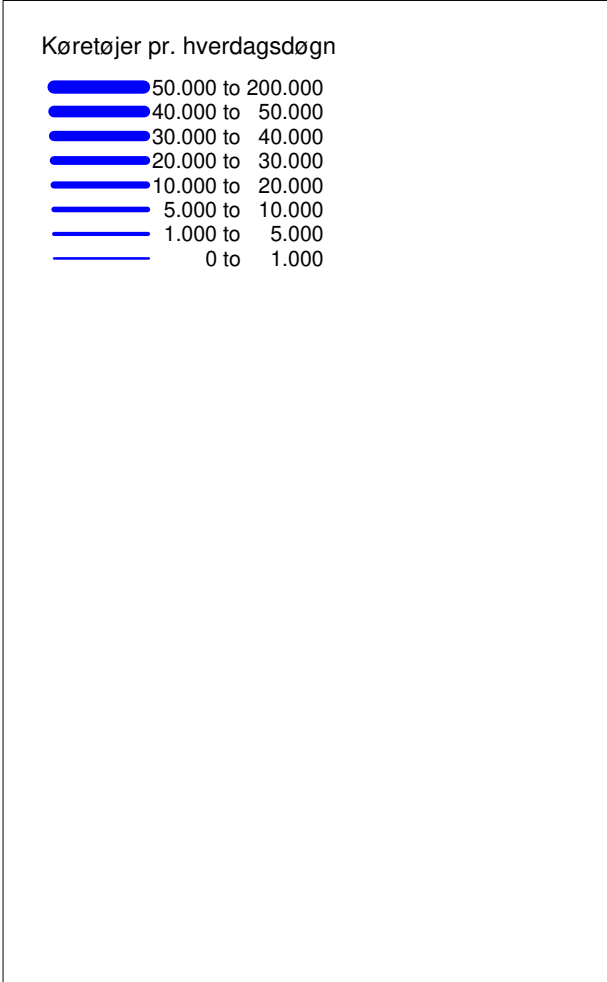 Køretøjer pr. hverdagsdøgn
50.000 to 200.000
40.000 to 50.000
30.000 to 40.000
20.000 to 30.000
10.000 to 20.000
5.000 to 10.000
1.000 to 5.000
0 to 1.000